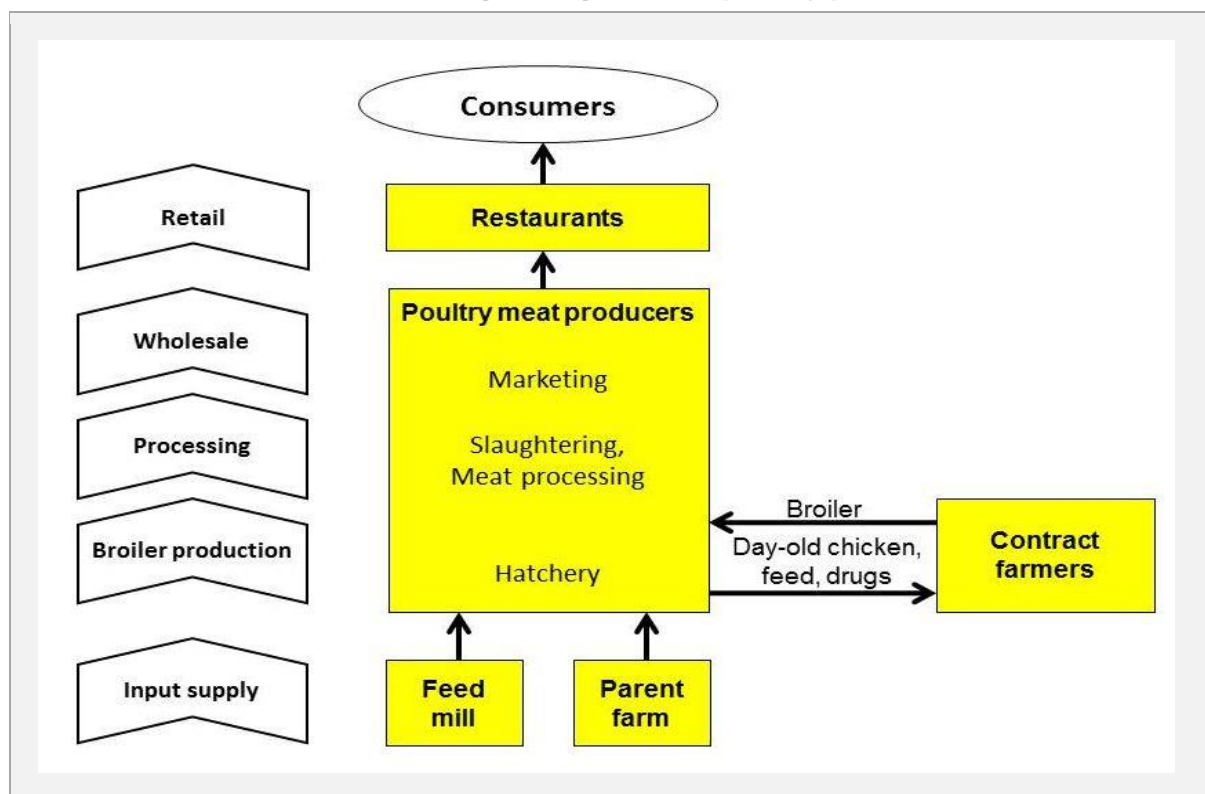 Consumers
Retail
Restaurants
Wholesale
Poultry meat producers
Marketing
Processing
Slaughtering,
Meat processing
Broiler production
Hatchery
Broiler
Day-old chicken,
feed, drugs
Contract
farmers
Input supply
Feed
mill
Parent
farm